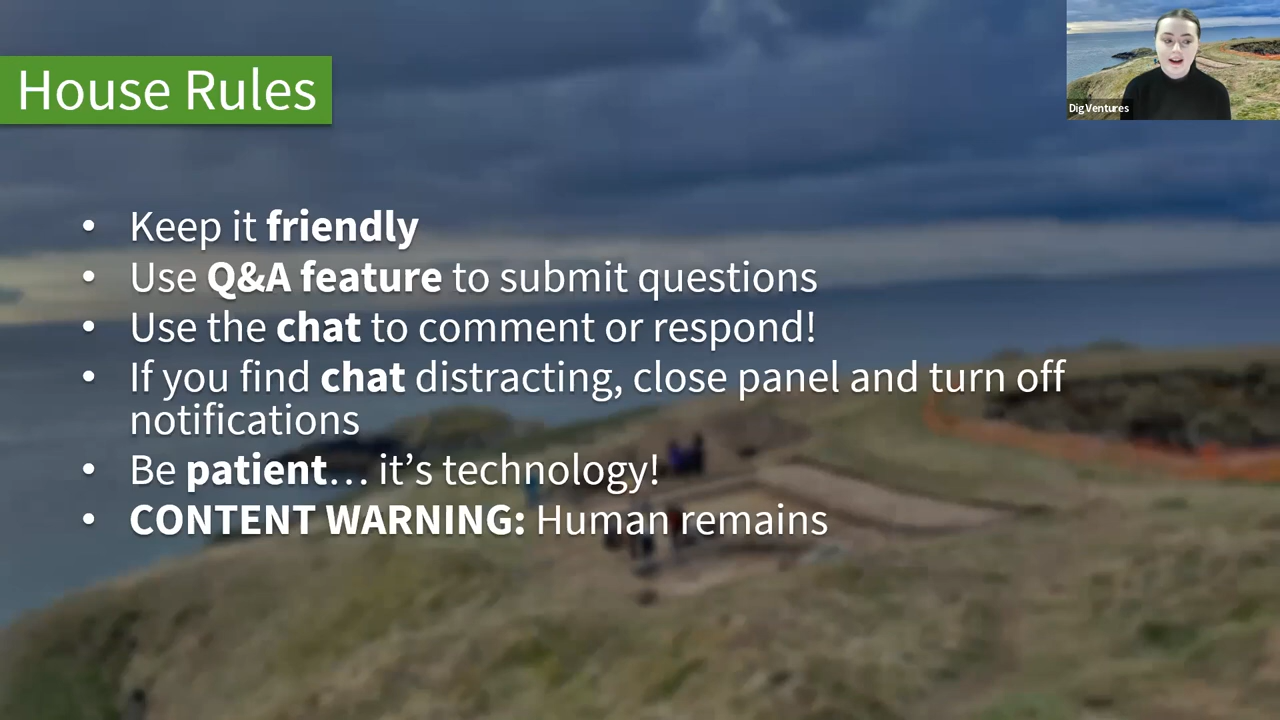 House Rules
DigVentures
• Keep it friendly
• Use Q&A feature to submit questions
• Use the chat to comment or respond!
• If you find chat distracting, close panel and turn off
notifications
• Be patient… it’s technology!
• CONTENT WARNING: Human remains